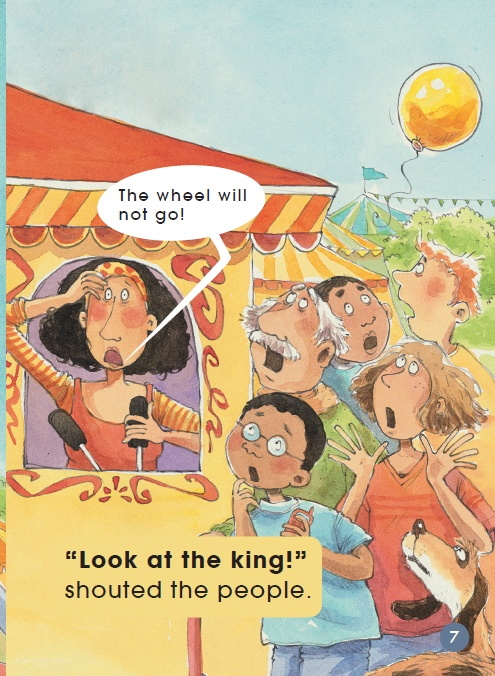 The wheel will
not go!
“Look at the king!”
shouted the people.
7